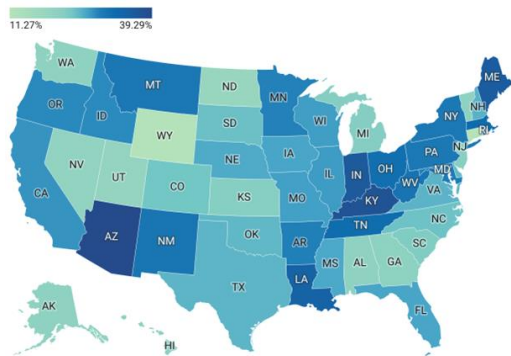 11.27% 39.29%
WA
ME
MT
ND
MN
OR
ID
SD
WI
MI
NY
NH
WY
RI
IA
NE
PA
NJ
NV
IL
IN
OH
MD
UT
CO
WV
VA
CA
KS
MO
KY
NC
TN
AZ
NM
OK
AR
SC
MS
AL
GA
TX
LA
AK
FL
HI